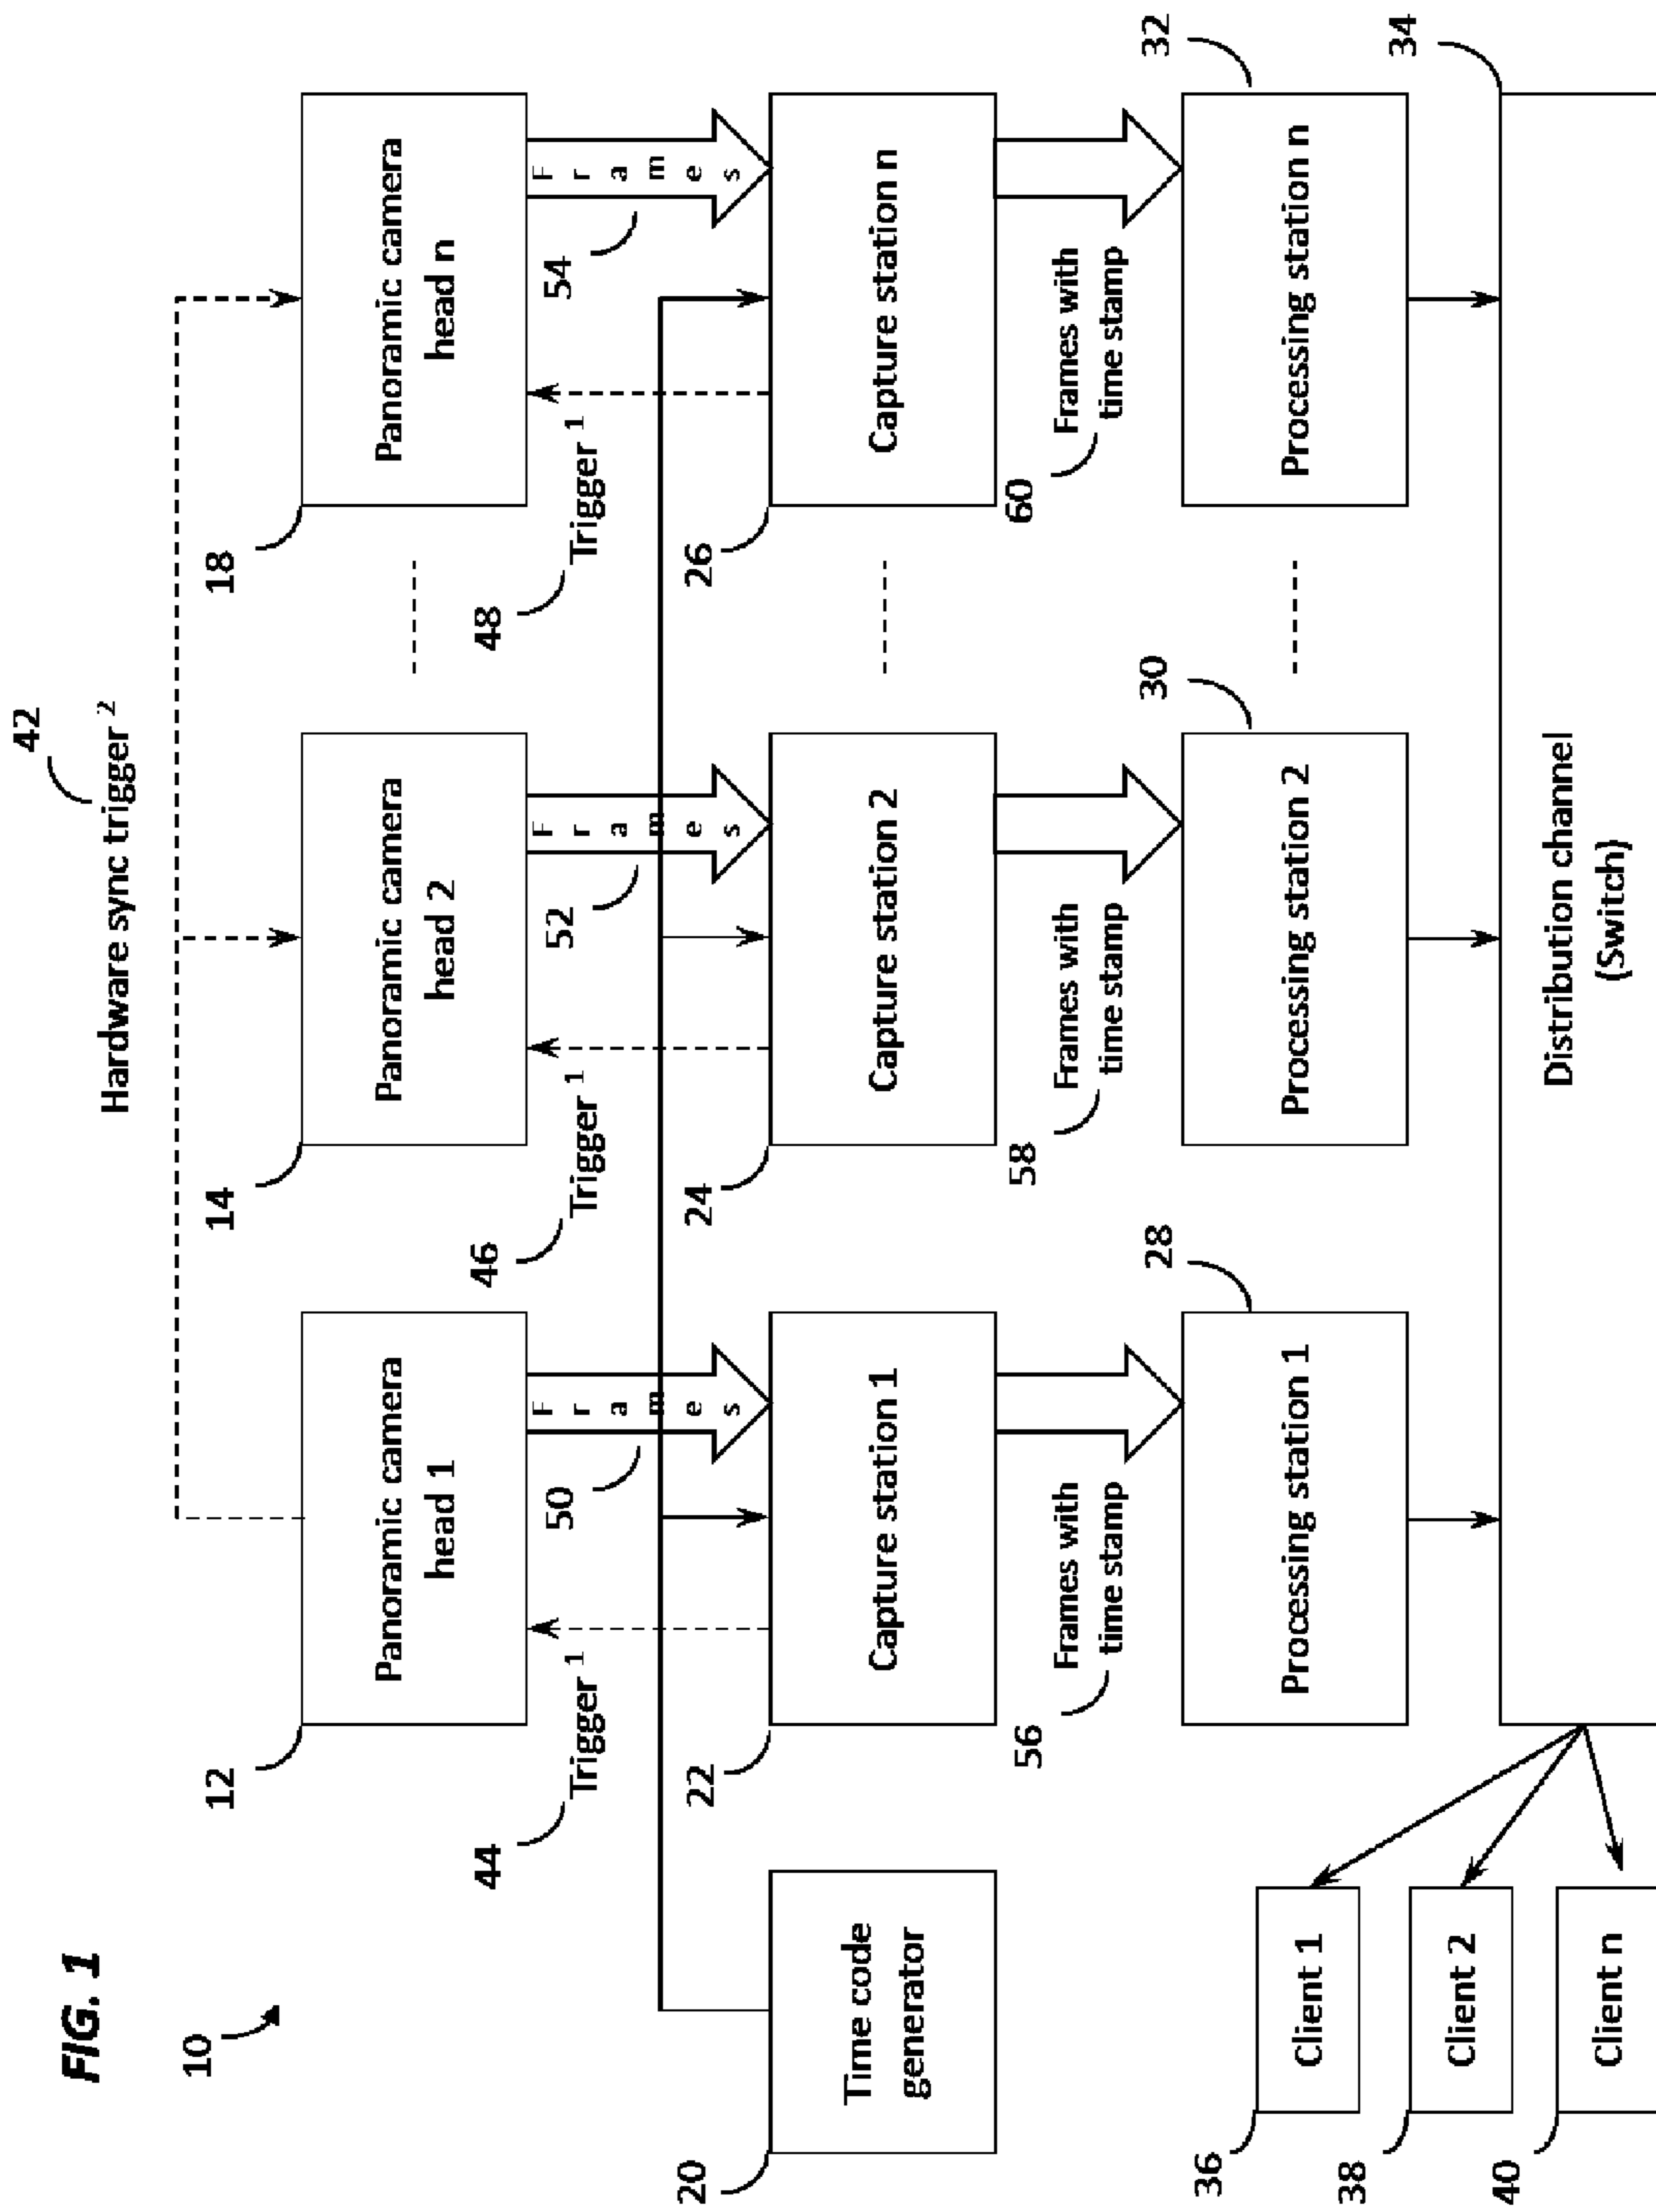 FIG. 1
10
42
Hardware sync trigger 2
12
Panoramic camera
head 1
14
Panoramic camera
head 2
18
Panoramic camera
head n
44
Trigger 1
50
Frames
46
Trigger 1
52
Frames
48
Trigger 1
54
Frames
20
Time code
generator
22
Capture station 1
24
Capture station 2
26
Capture station n
56
Frames with
time stamp
58
Frames with
time stamp
60
Frames with
time stamp
28
Processing station 1
30
Processing station 2
32
Processing station n
34
Distribution channel
(Switch)
36
Client 1
38
Client 2
40
Client n